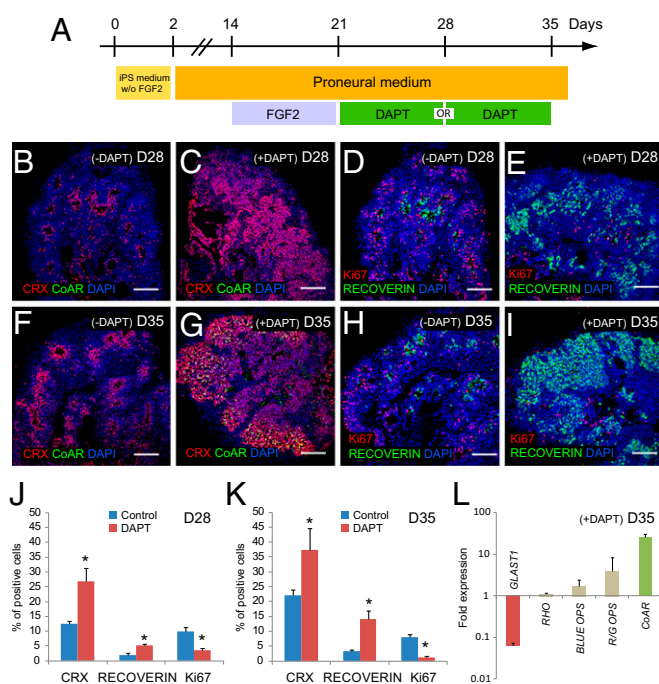 A
0 2 14 21 28 35 Days
iPS medium
w/o FGF2
Proneural medium
FGF2 DAPT OR DAPT
B (-DAPT) D28
CRX CoAR DAPI
C (+DAPT) D28
CRX CoAR DAPI
D (-DAPT) D28
Ki67
RECOVERIN DAPI
E (+DAPT) D28
Ki67
RECOVERIN DAPI
F (-DAPT) D35
CRX CoAR DAPI
G (+DAPT) D35
CRX CoAR DAPI
H (-DAPT) D35
Ki67
RECOVERIN DAPI
I (+DAPT) D35
Ki67
RECOVERIN DAPI
J
Control
DAPT
D28
% of positive cells
50
45
40
35
30
25
20
15
10
5
0
* * *
CRX RECOVERIN Ki67
K
Control
DAPT
D35
% of positive cells
50
45
40
35
30
25
20
15
10
5
0
* * *
CRX RECOVERIN Ki67
L
(+DAPT) D35
Fold expression
100
10
1
0.1
0.01
GLAST1
RHO
BLUE OPS
R/G OPS
CoAR